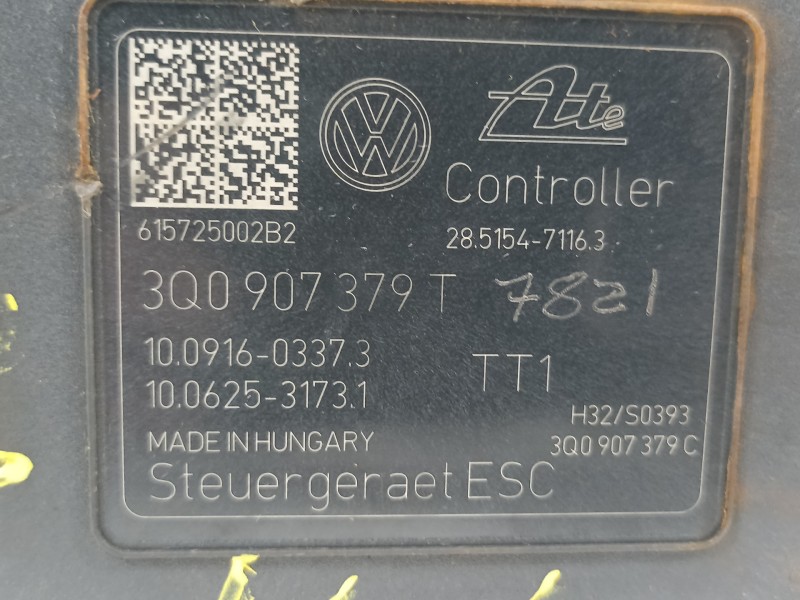 Ate
Controller
615725002B2
28.5154-7116.3
3Q0 907 379 T 7821
10.0916-0337.3
10.0625-3173.1
TT1
H32/S0393
MADE IN HUNGARY
3Q0 907 379 C
Steuergeraet ESC